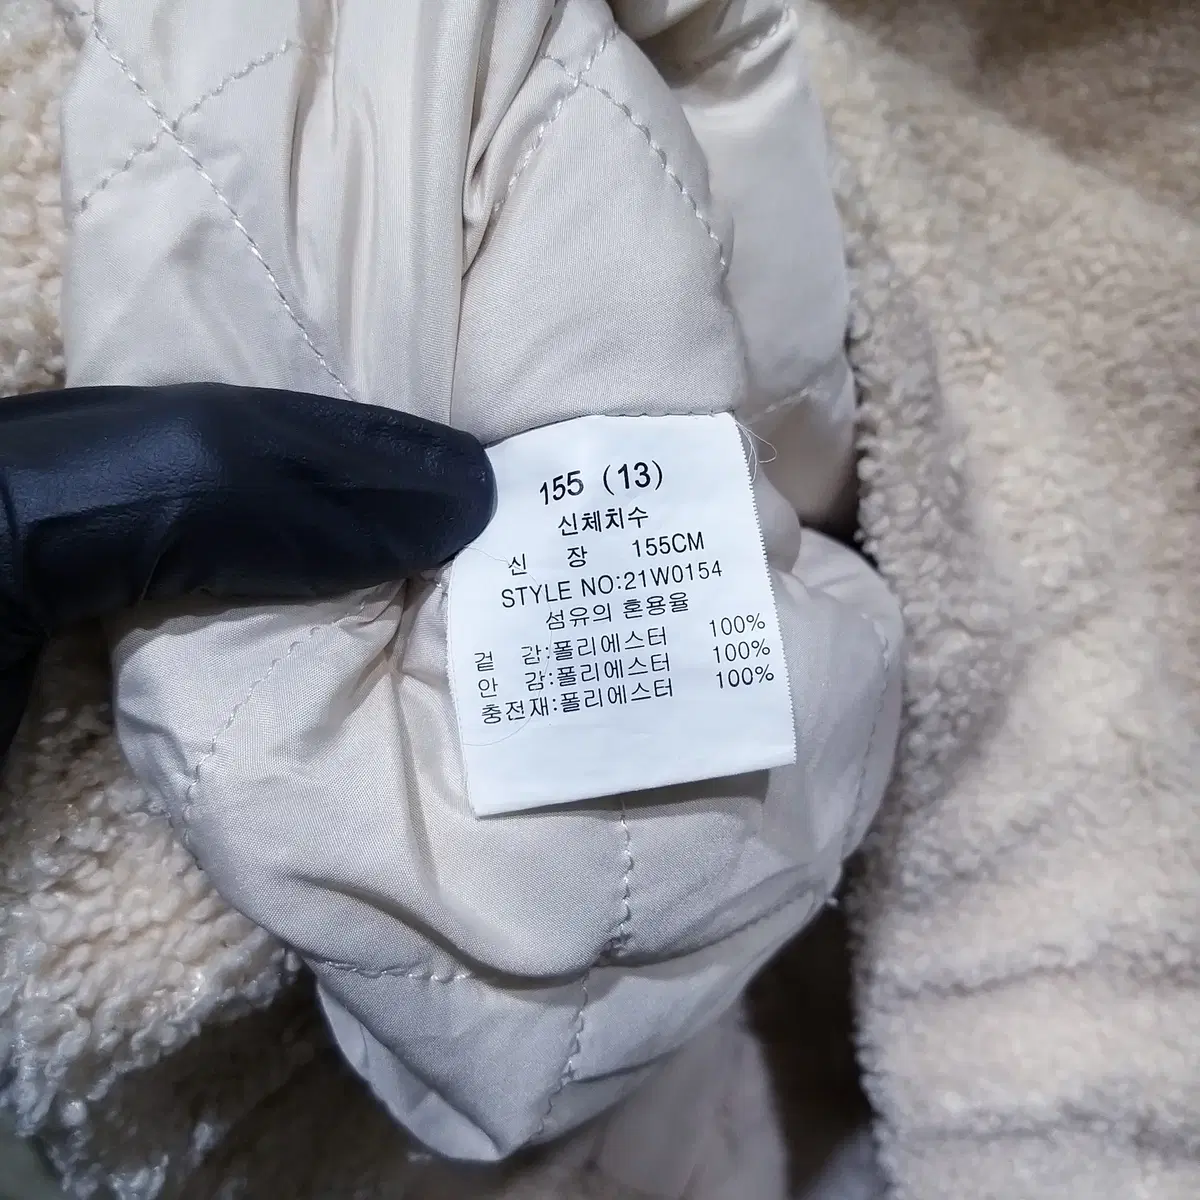 155 (13)
신체치수
신 장 155CM
STYLE NO:21W0154
섬유의 혼용율
겉 감:폴리에스터 100%
안 감:폴리에스터 100%
충전재:폴리에스터 100%